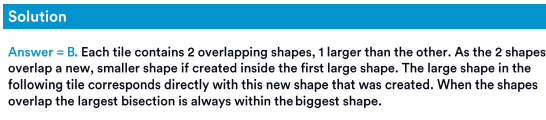 Solution
Answer = B. Each tile contains 2 overlapping shapes, 1 larger than the other. As the 2 shapes
overlap a new, smaller shape if created inside the first large shape. The large shape in the
following tile corresponds directly with this new shape that was created. When the shapes
overlap the largest bisection is always within the biggest shape.